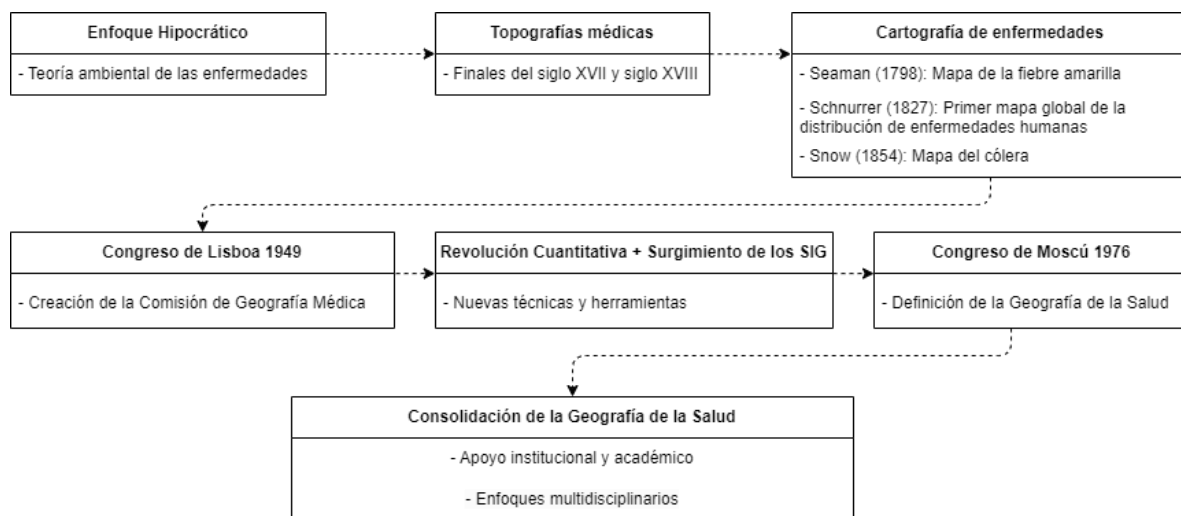 Enfoque Hipocrático
- Teoría ambiental de las enfermedades
Topografías médicas
- Finales del siglo XVII y siglo XVIII
Cartografía de enfermedades
- Seaman (1798): Mapa de la fiebre amarilla
- Schnurrer (1827): Primer mapa global de la
distribución de enfermedades humanas
- Snow (1854): Mapa del cólera
Congreso de Lisboa 1949
- Creación de la Comisión de Geografía Médica
Revolución Cuantitativa + Surgimiento de los SIG
- Nuevas técnicas y herramientas
Congreso de Moscú 1976
- Definición de la Geografía de la Salud
Consolidación de la Geografía de la Salud
- Apoyo institucional y académico
- Enfoques multidisciplinarios